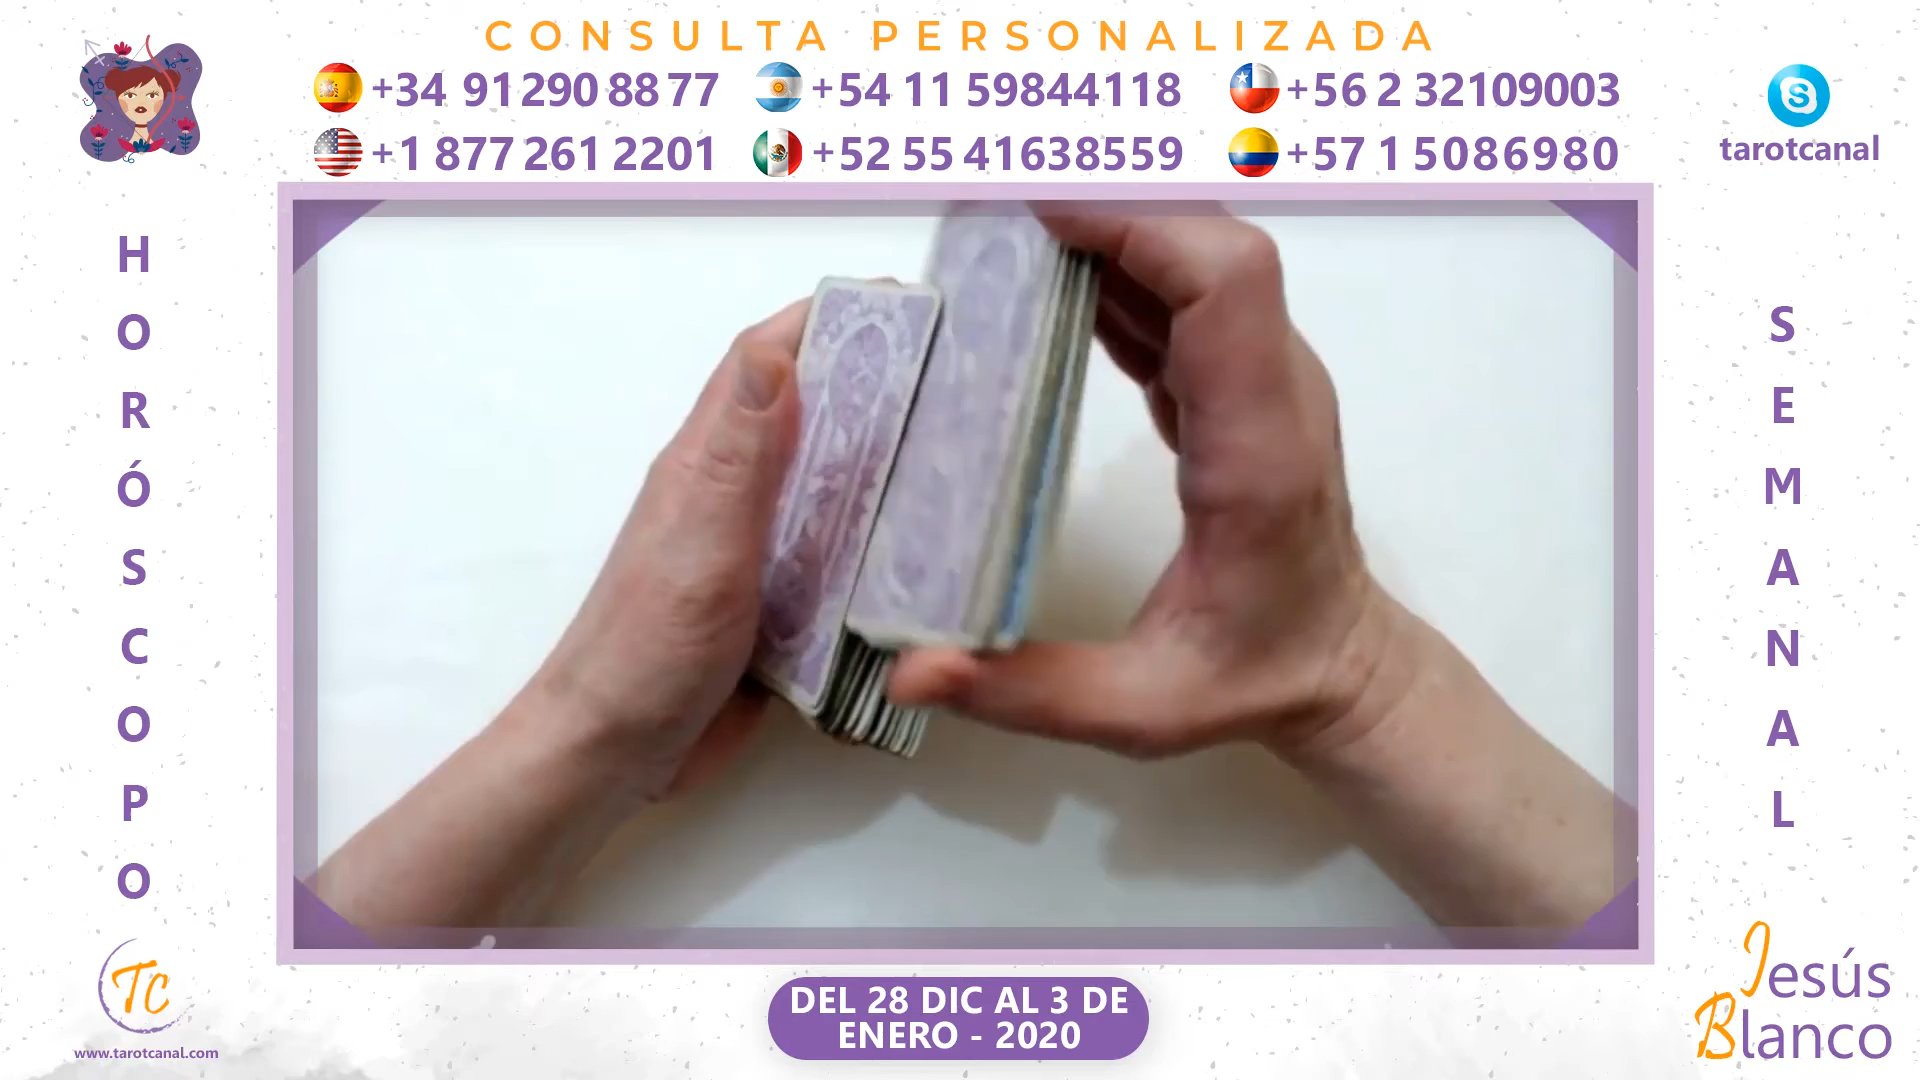 CONSULTA PERSONALIZADA
+34 91 290 88 77
+54 11 59844118
+56 2 32109003
+1 877 261 2201
+52 55 41638559
+57 1 5086980
tarotcanal
HORÓSCOPO
SEMANAL
TC
www.tarotcanal.com
DEL 28 DIC AL 3 DE
ENERO - 2020
Jesús
Blanco